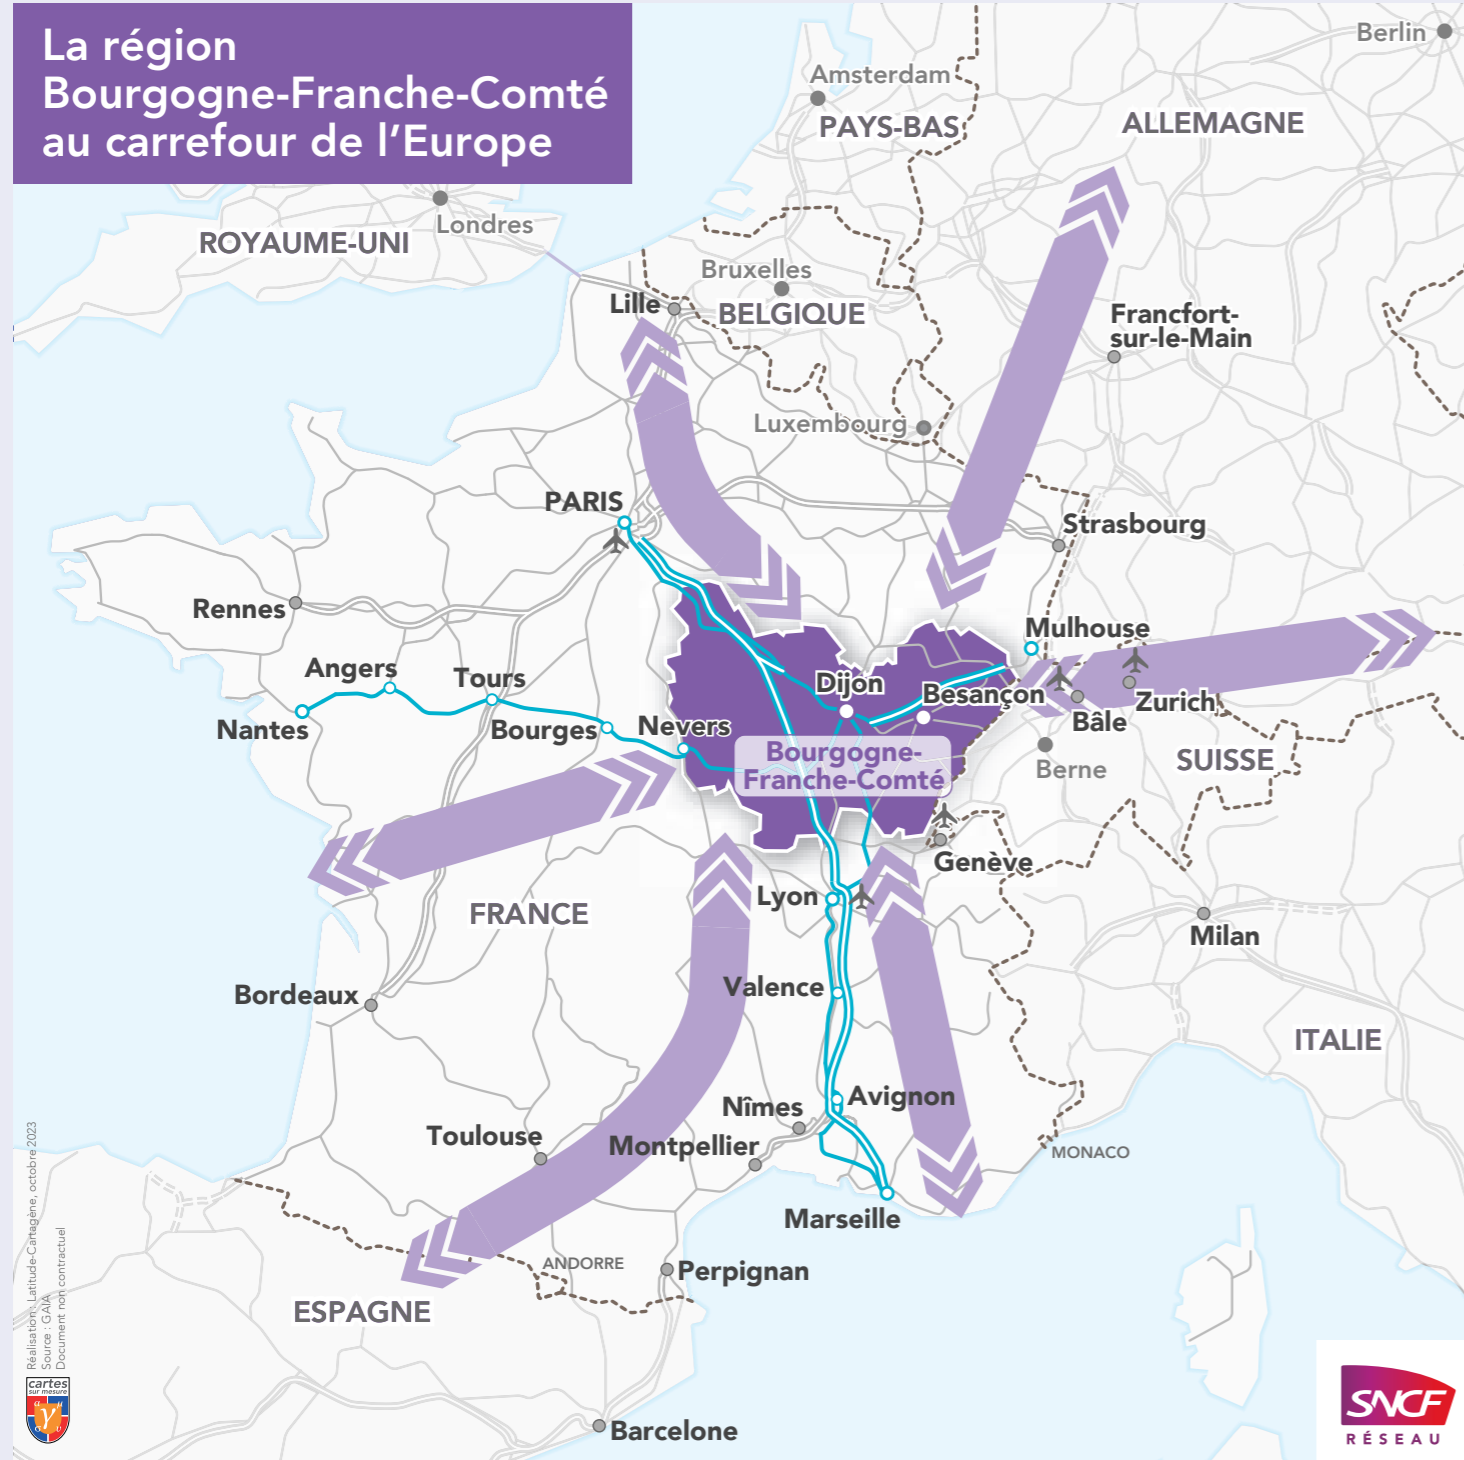 La région
Bourgogne-Franche-Comté
au carrefour de l'Europe
Berlin
Amsterdam
PAYS-BAS
ALLEMAGNE
Londres
ROYAUME-UNI
Bruxelles
Lille
BELGIQUE
Francfort-
sur-le-Main
Luxembourg
PARIS
Strasbourg
Rennes
Mulhouse
Angers
Tours
Dijon
Besançon
Zurich
Nantes
Bourges
Nevers
Bâle
Bourgogne-
Franche-Comté
Berne
SUISSE
Genève
Lyon
FRANCE
Milan
Bordeaux
Valence
ITALIE
Nîmes
Avignon
Toulouse
Montpellier
MONACO
Marseille
ANDORRE
Perpignan
ESPAGNE
Barcelone
Réalisation : Latitude-Cartagène, octobre 2023
Source : GAIA
Document non contractuel
cartes
sur mesure
γ
SNCF
RÉSEAU